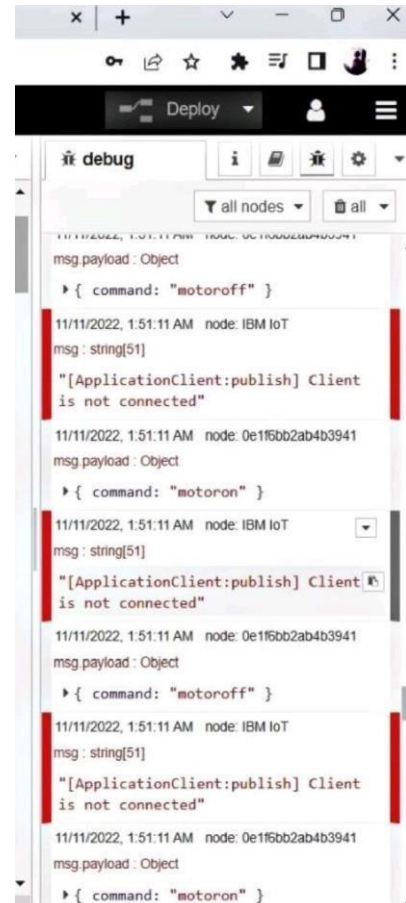 Deploy
debug
i
all nodes
all
msg.payload : Object
{ command: "motoroff" }
11/11/2022, 1:51:11 AM node: IBM IoT
msg : string[51]
"[ApplicationClient:publish] Client
is not connected"
11/11/2022, 1:51:11 AM node: 0e1f6bb2ab4b3941
msg.payload : Object
{ command: "motoron" }
11/11/2022, 1:51:11 AM node: IBM IoT
msg : string[51]
"[ApplicationClient:publish] Client
is not connected"
11/11/2022, 1:51:11 AM node: 0e1f6bb2ab4b3941
msg.payload : Object
{ command: "motoroff" }
11/11/2022, 1:51:11 AM node: IBM IoT
msg : string[51]
"[ApplicationClient:publish] Client
is not connected"
11/11/2022, 1:51:11 AM node: 0e1f6bb2ab4b3941
msg.payload : Object
{ command: "motoron" }